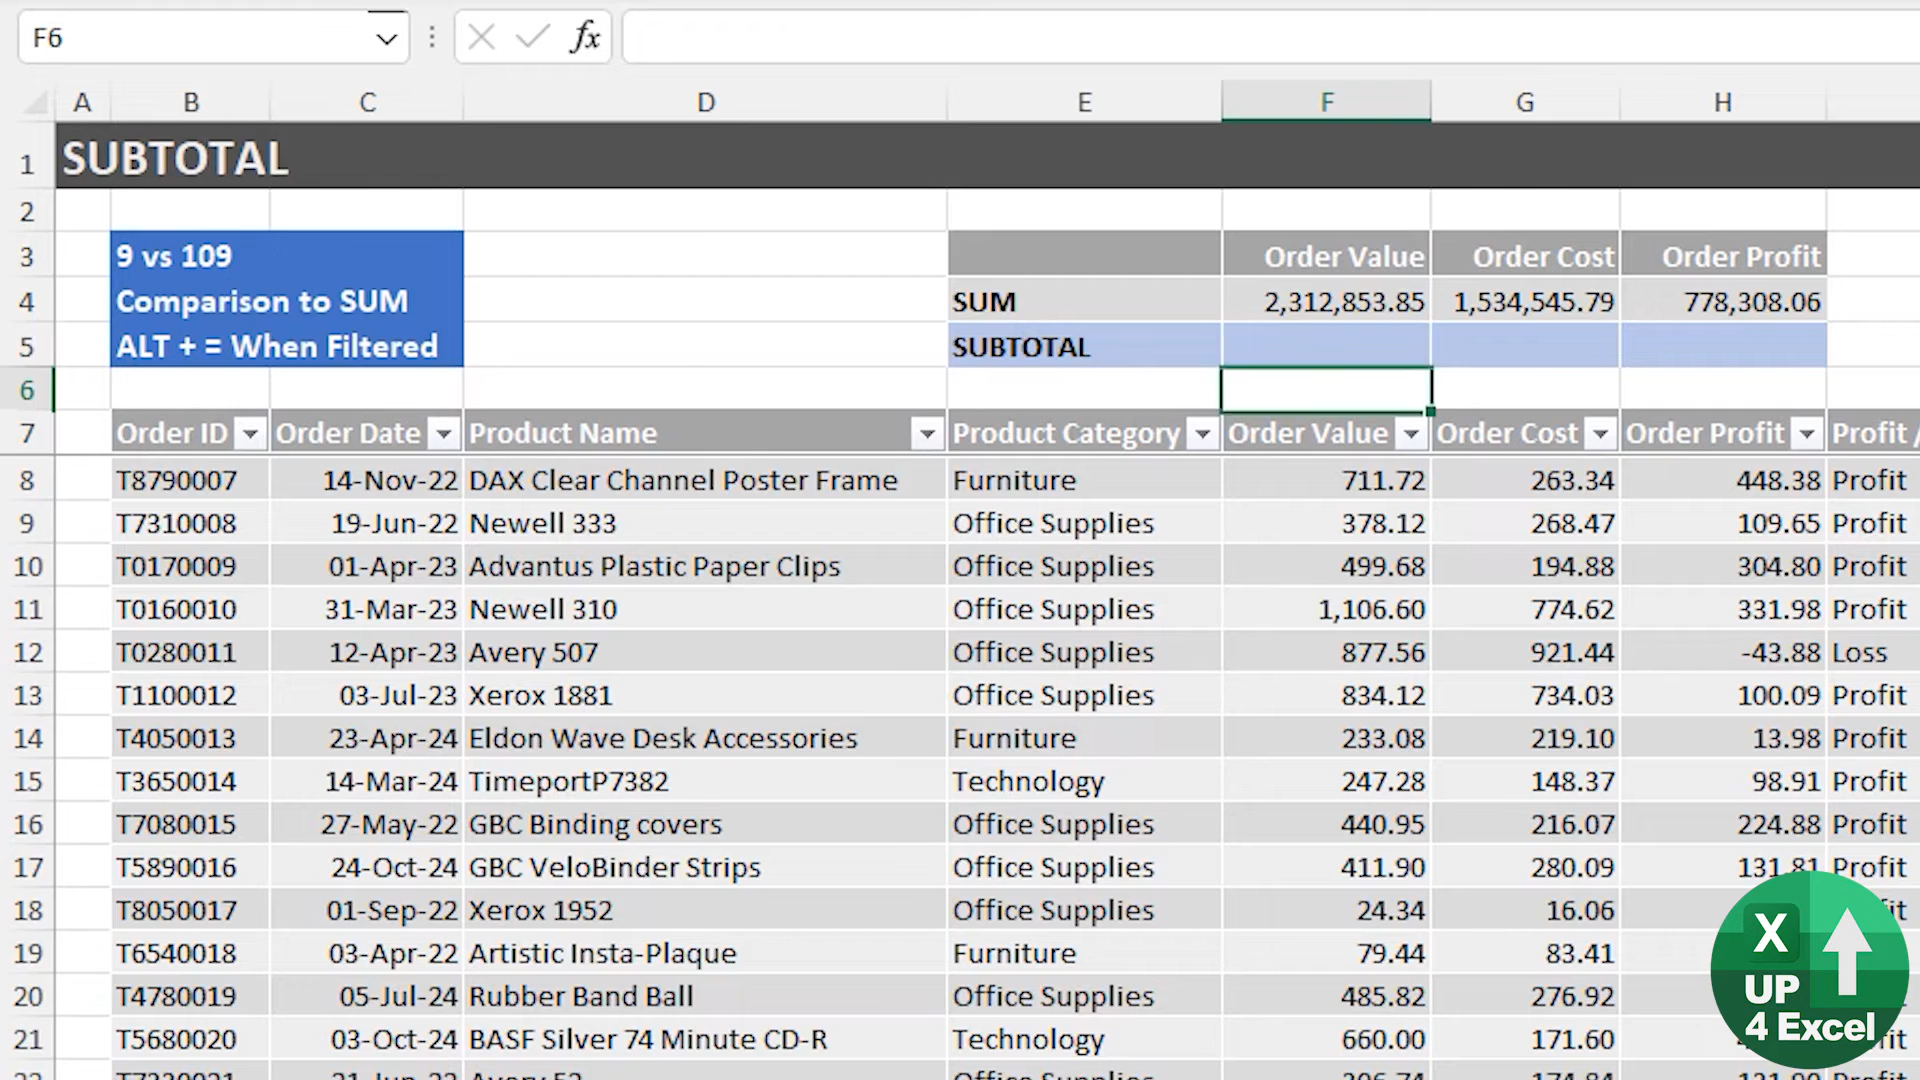 F6
fx
A B C D E F G H
1 SUBTOTAL
2
3 9 vs 109 Order Value Order Cost Order Profit
4 Comparison to SUM SUM 2,312,853.85 1,534,545.79 778,308.06
5 ALT + = When Filtered SUBTOTAL
6
7 Order ID Order Date Product Name Product Category Order Value Order Cost Order Profit Profit /
8 T8790007 14-Nov-22 DAX Clear Channel Poster Frame Furniture 711.72 263.34 448.38 Profit
9 T7310008 19-Jun-22 Newell 333 Office Supplies 378.12 268.47 109.65 Profit
10 T0170009 01-Apr-23 Advantus Plastic Paper Clips Office Supplies 499.68 194.88 304.80 Profit
11 T0160010 31-Mar-23 Newell 310 Office Supplies 1,106.60 774.62 331.98 Profit
12 T0280011 12-Apr-23 Avery 507 Office Supplies 877.56 921.44 -43.88 Loss
13 T1100012 03-Jul-23 Xerox 1881 Office Supplies 834.12 734.03 100.09 Profit
14 T4050013 23-Apr-24 Eldon Wave Desk Accessories Furniture 233.08 219.10 13.98 Profit
15 T3650014 14-Mar-24 TimeportP7382 Technology 247.28 148.37 98.91 Profit
16 T7080015 27-May-22 GBC Binding covers Office Supplies 440.95 216.07 224.88 Profit
17 T5890016 24-Oct-24 GBC VeloBinder Strips Office Supplies 411.90 280.09 131.81 Profit
18 T8050017 01-Sep-22 Xerox 1952 Office Supplies 24.34 16.06
19 T6540018 03-Apr-22 Artistic Insta-Plaque Furniture 79.44 83.41
20 T4780019 05-Jul-24 Rubber Band Ball Office Supplies 485.82 276.92
21 T5680020 03-Oct-24 BASF Silver 74 Minute CD-R Technology 660.00 171.60
X
UP
4 Excel